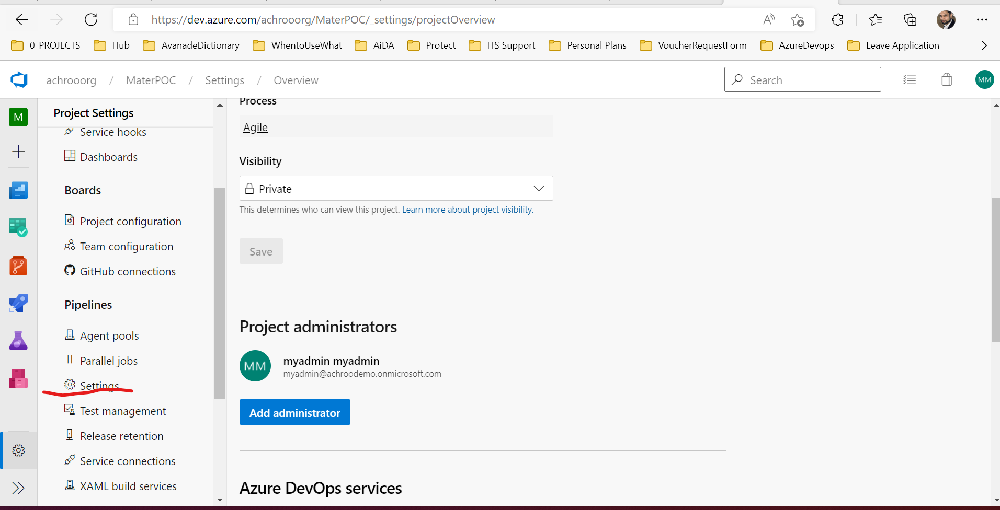 https://dev.azure.com/achrooorg/MaterPOC/_settings/projectOverview
0_PROJECTS Hub AvanadeDictionary WhentoUseWhat AiDA Protect ITS Support Personal Plans VoucherRequestForm AzureDevops Leave Application
achrooorg / MaterPOC / Settings / Overview
Search
MM
M
Project Settings
Service hooks
Dashboards
Boards
Project configuration
Team configuration
GitHub connections
Pipelines
Agent pools
Parallel jobs
Settings
Test management
Release retention
Service connections
XAML build services
Process
Agile
Visibility
Private
This determines who can view this project. Learn more about project visibility.
Save
Project administrators
MM
myadmin myadmin
myadmin@achroodemo.onmicrosoft.com
Add administrator
Azure DevOps services